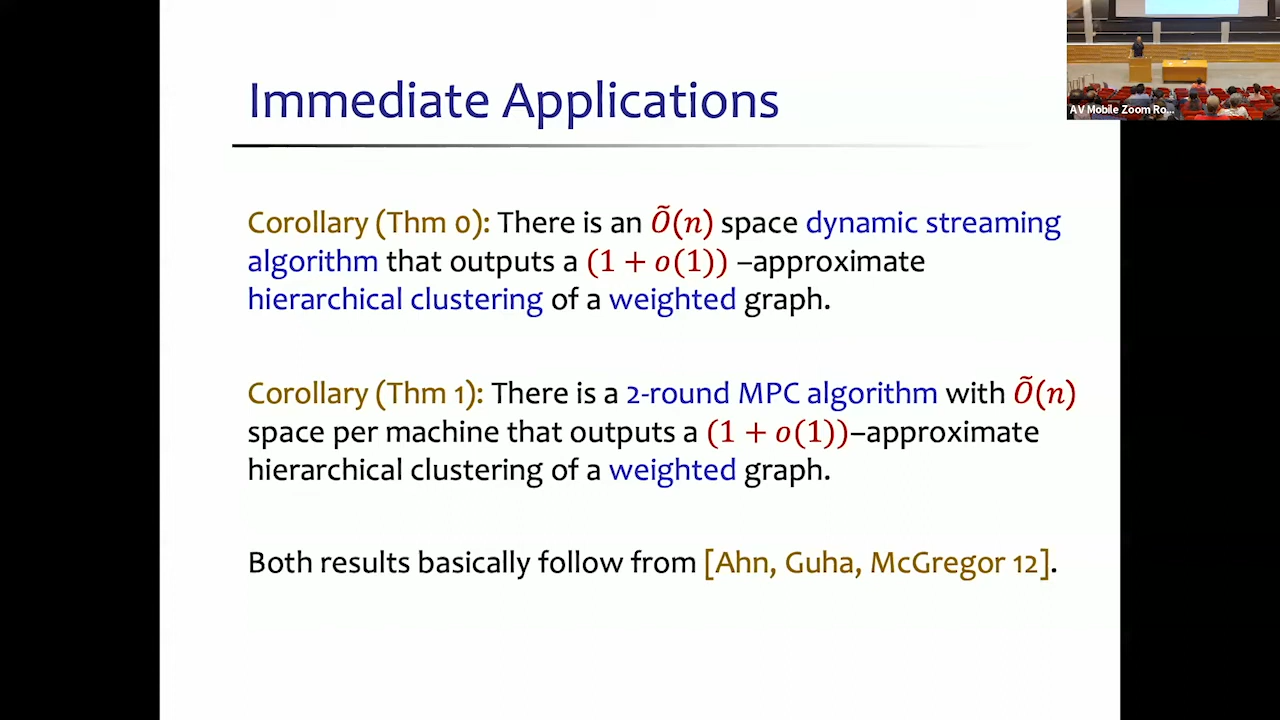 Immediate Applications
AV Mobile Zoom Ro...
Corollary (Thm 0): There is an Õ(n) space dynamic streaming
algorithm that outputs a (1 + o(1)) –approximate
hierarchical clustering of a weighted graph.
Corollary (Thm 1): There is a 2-round MPC algorithm with Õ(n)
space per machine that outputs a (1 + o(1))–approximate
hierarchical clustering of a weighted graph.
Both results basically follow from [Ahn, Guha, McGregor 12].